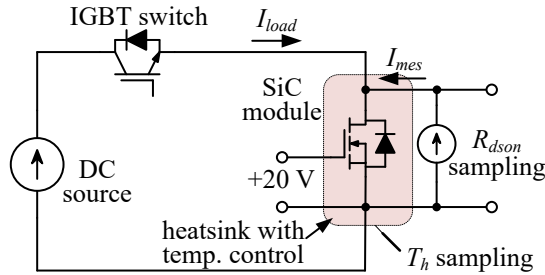 IGBT switch
I_load
I_mes
SiC
module
R_dson
sampling
DC
source
+20 V
heatsink with
temp. control
T_h sampling